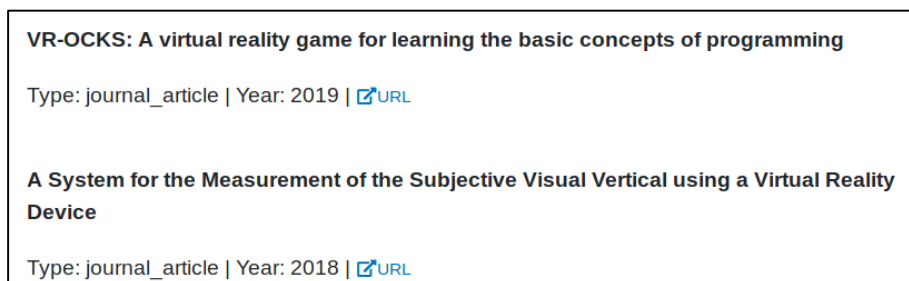 VR-OCKS: A virtual reality game for learning the basic concepts of programming
Type: journal_article | Year: 2019 | URL
A System for the Measurement of the Subjective Visual Vertical using a Virtual Reality
Device
Type: journal_article | Year: 2018 | URL